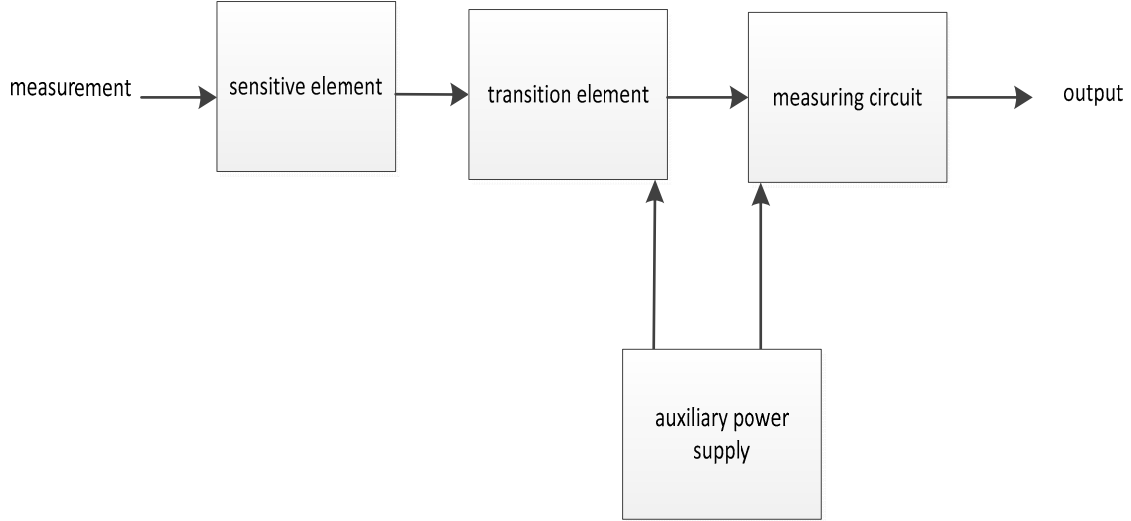 measurement
sensitive element
transition element
measuring circuit
output
auxiliary power
supply